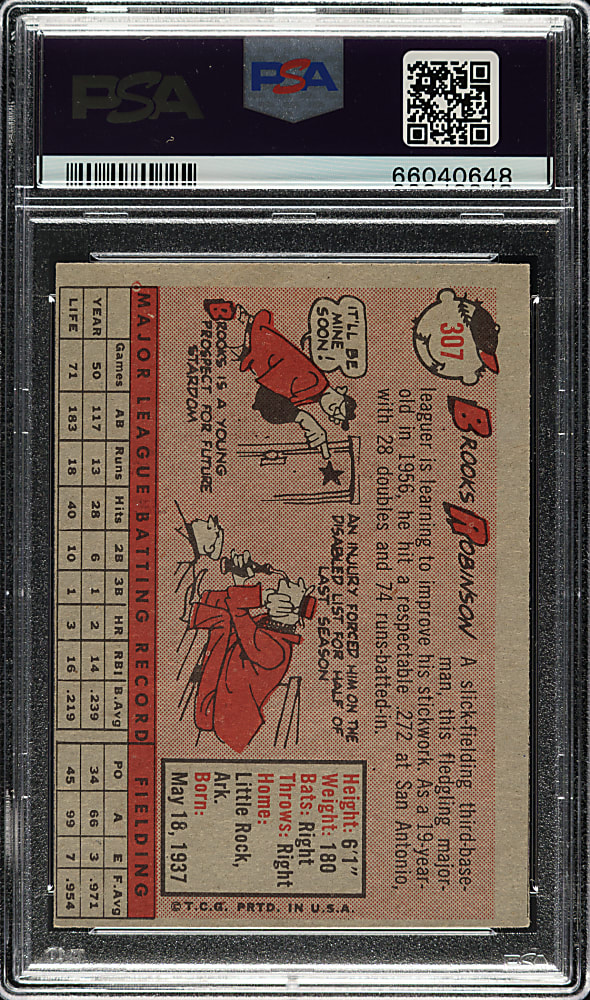 PSA
PSA
66040648
307
BROOKS ROBINSON
A slick-fielding third-base-
man, this fledgling major-
leaguer is learning to improve his stickwork. As a 19-year-
old in 1956, he hit a respectable .272 at San Antonio,
with 28 doubles and 74 runs-batted-in.
IT'LL BE
MINE
SOON!
BROOKS IS A YOUNG
PROSPECT FOR FUTURE
STARDOM
AN INJURY FORCED HIM ON THE
DISABLED LIST FOR HALF OF
LAST SEASON
Height: 6'1"
Weight: 180
Bats: Right
Throws: Right
Home:
Little Rock,
Ark.
Born:
May 18, 1937
©T.C.G. PRTD. IN U.S.A.
MAJOR LEAGUE BATTING RECORD FIELDING
Games AB Runs Hits 2B 3B HR RBI B.Avg PO A E F.Avg
YEAR 50 117 13 28 6 1 2 14 .239 34 66 3 .971
LIFE 71 183 18 40 10 1 3 16 .219 45 99 7 .954
PSA